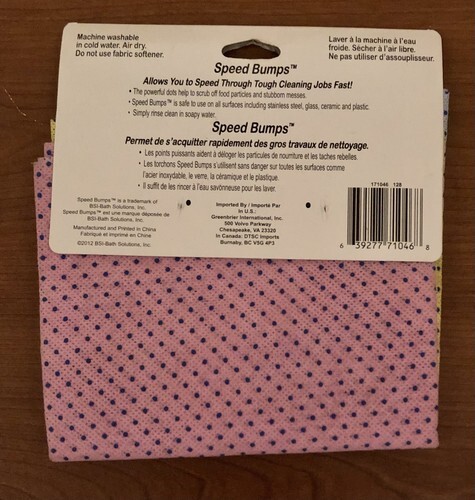 Machine washable
in cold water. Air dry.
Do not use fabric softener.
Laver à la machine à l'eau
froide. Sècher à l'air libre.
Ne pas utiliser d'assouplisseur.
Speed Bumps™
Allows You to Speed Through Tough Cleaning Jobs Fast!
• The powerful dots help to scrub off food particles and stubborn messes.
• Speed Bumps™ is safe to use on all surfaces including stainless steel, glass, ceramic and plastic.
• Simply rinse clean in soapy water.
Speed Bumps™
Permet de s'acquitter rapidement des gros travaux de nettoyage.
• Les points puissants aident à déloger les particules de nourriture et les taches rebelles.
• Les torchons Speed Bumps s'utilisent sans danger sur toutes les surfaces comme
l'acier inoxydable, le verre, la céramique et le plastique.
• Il suffit de les rincer à l'eau savonneuse pour les laver.
Speed Bumps™ is a trademark of
BSI-Bath Solutions, Inc.
Speed Bumps™ est une marque déposée de
BSI-Bath Solutions, Inc.
Manufactured and Printed in China
Fabriqué et Imprimé en Chine
©2012 BSI-Bath Solutions, Inc.
Imported By / Importé Par
in U.S.:
Greenbrier International, Inc.
500 Volvo Parkway
Chesapeake, VA 23320
In Canada: DTSC Imports
Burnaby, BC V5G 4P3
171046 128
6 39277 71046 8